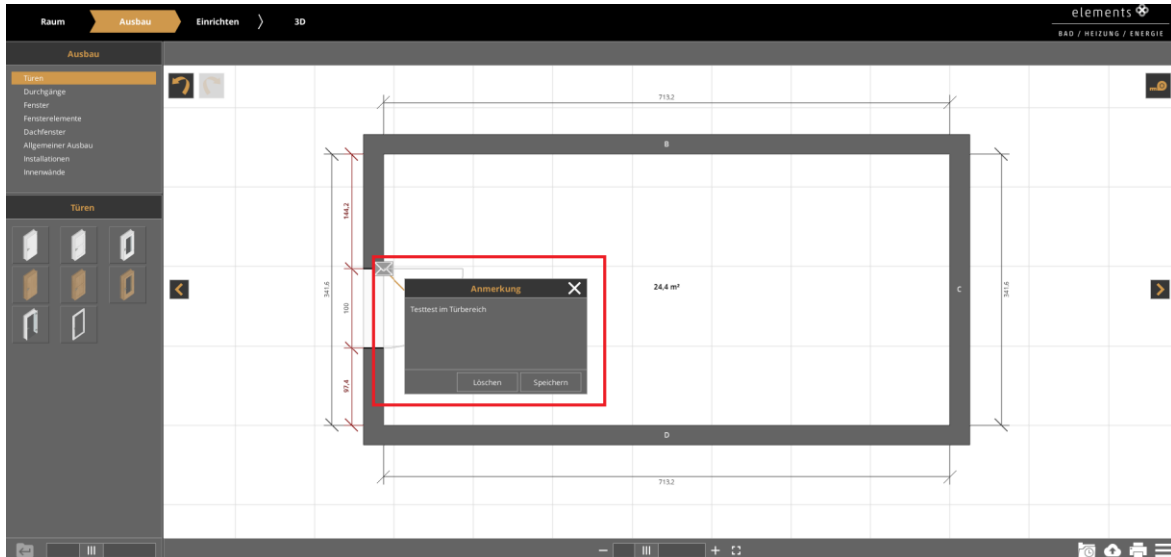 Raum
Ausbau
Einrichten
3D
elements
BAD / HEIZUNG / ENERGIE
Ausbau
Türen
Durchgänge
Fenster
Fensterelemente
Dachfenster
Allgemeiner Ausbau
Installationen
Innenwände
Türen
713,2
B
144,2
341,6
100
97,4
Anmerkung
Testtest im Türbereich
Löschen
Speichern
24,4 m²
C
341,6
D
713,2